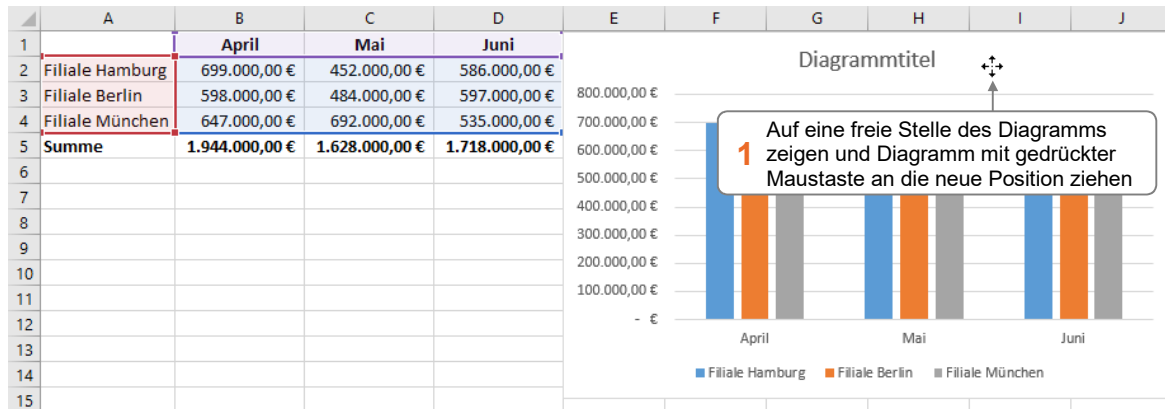 A B C D E F G H I J
1 April Mai Juni
2 Filiale Hamburg 699.000,00 € 452.000,00 € 586.000,00 €
3 Filiale Berlin 598.000,00 € 484.000,00 € 597.000,00 €
4 Filiale München 647.000,00 € 692.000,00 € 535.000,00 €
5 Summe 1.944.000,00 € 1.628.000,00 € 1.718.000,00 €
6
7
8
9
10
11
12
13
14
15
Diagrammtitel
800.000,00 €
700.000,00 €
600.000,00 €
500.000,00 €
400.000,00 €
300.000,00 €
200.000,00 €
100.000,00 €
- €
1
Auf eine freie Stelle des Diagramms
zeigen und Diagramm mit gedrückter
Maustaste an die neue Position ziehen
April Mai Juni
Filiale Hamburg Filiale Berlin Filiale München